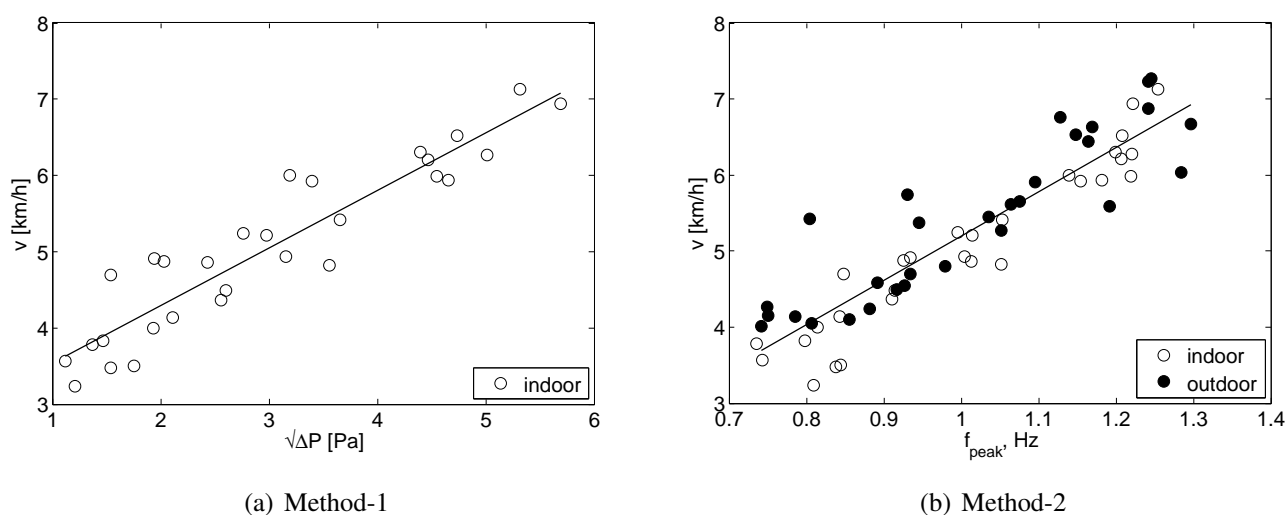 8
7
6
5
4
3
v [km/h]
1 2 3 4 5 6
√ΔP [Pa]
indoor
(a) Method-1
8
7
6
5
4
3
v [km/h]
0.7 0.8 0.9 1 1.1 1.2 1.3 1.4
f_peak, Hz
indoor
outdoor
(b) Method-2